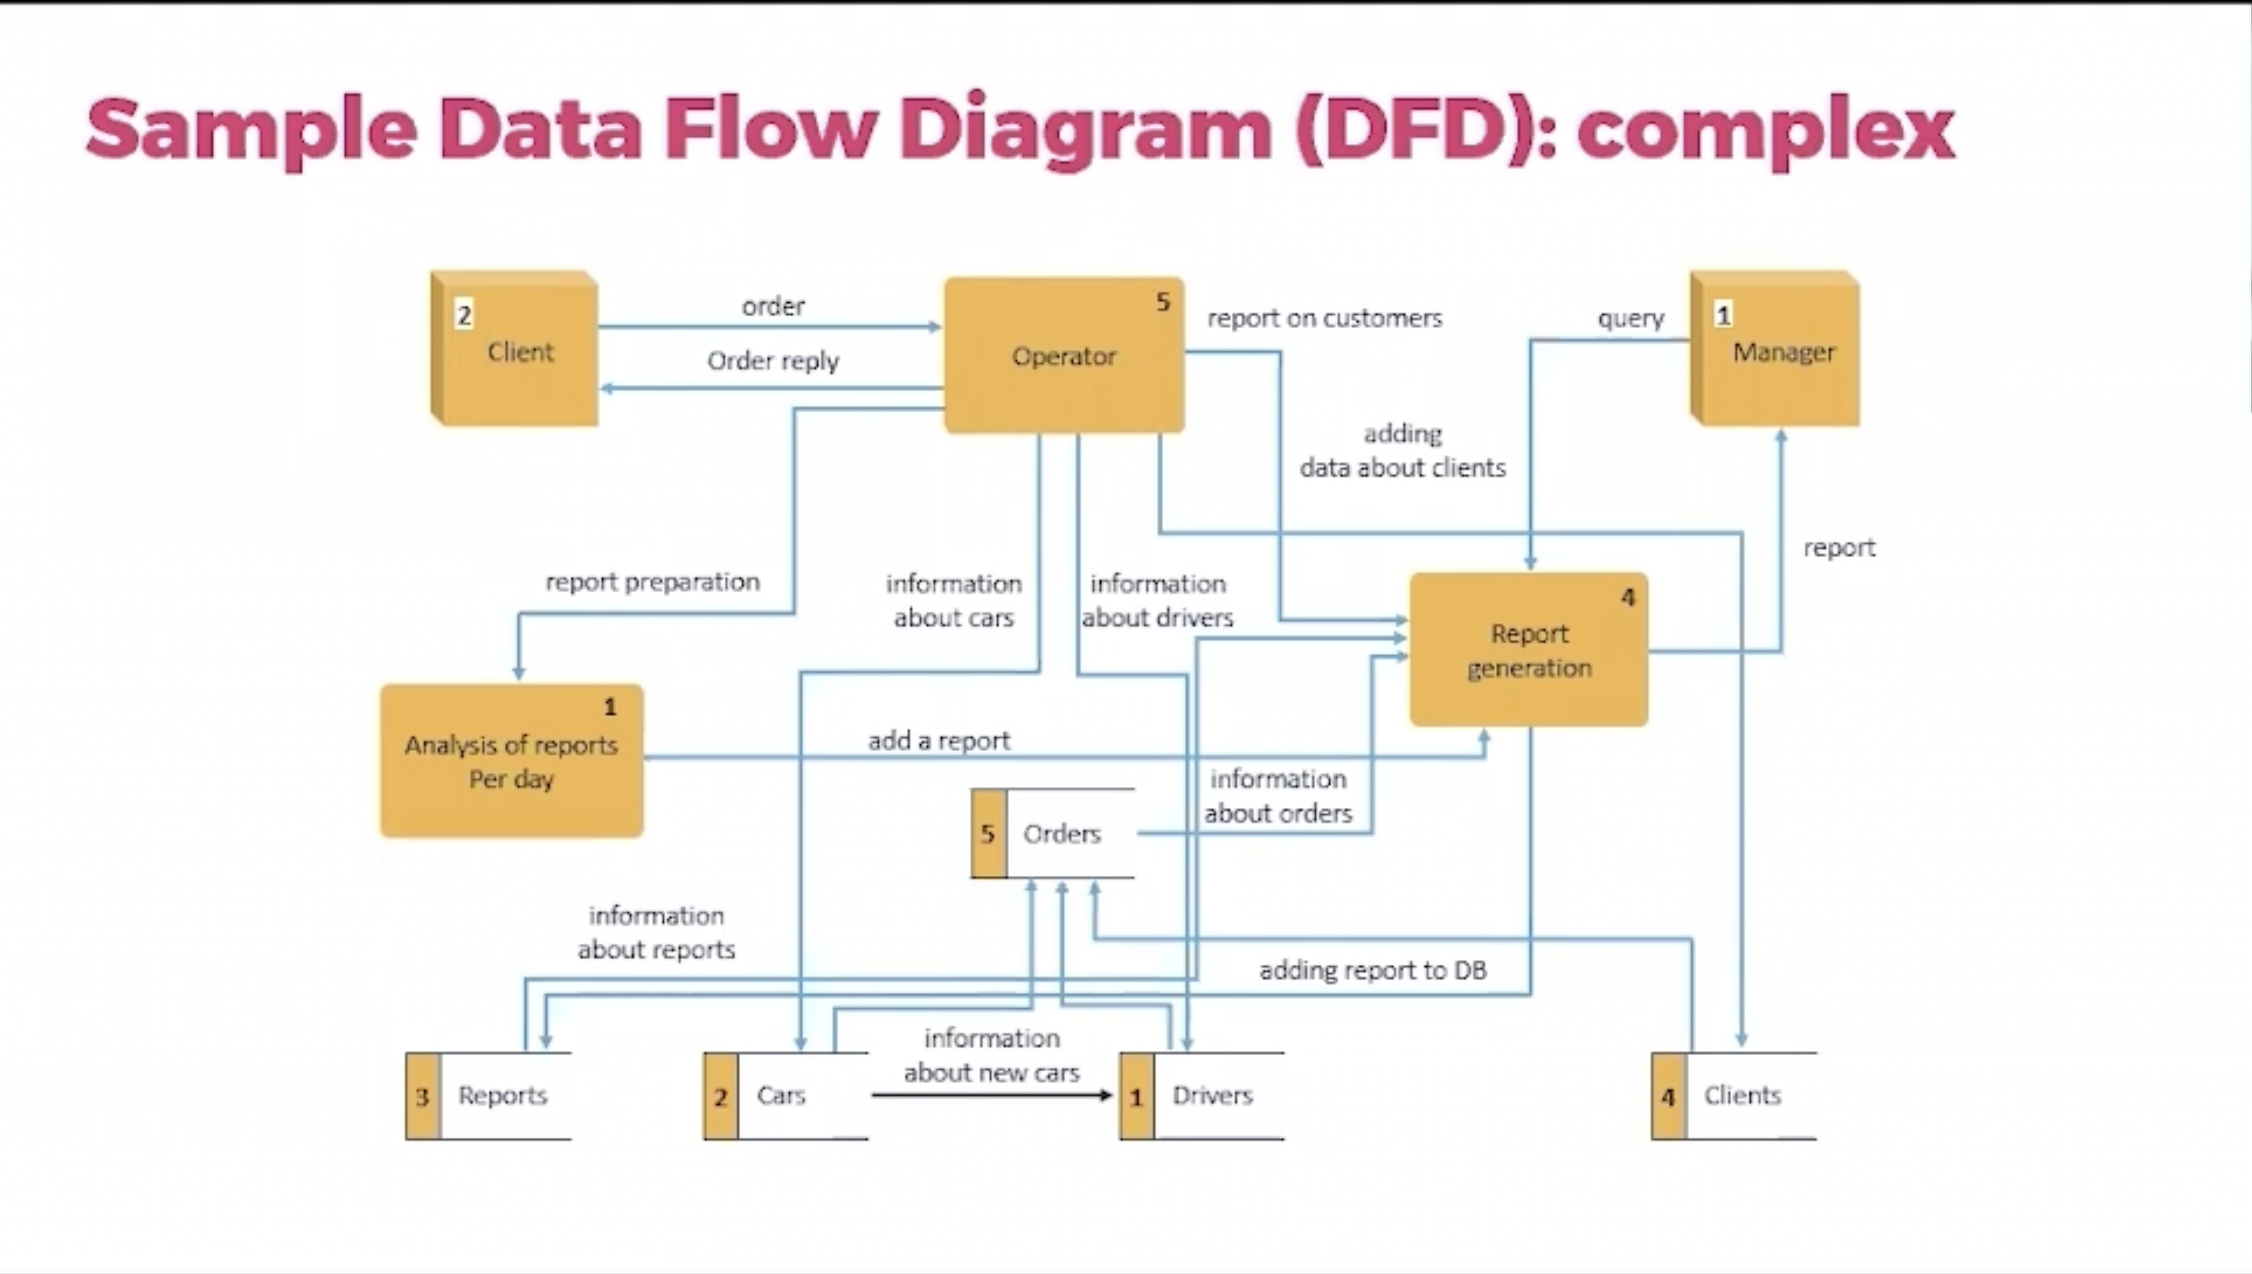 Sample Data Flow Diagram (DFD): complex
2
Client
order
Order reply
5
Operator
report on customers
query
1
Manager
adding
data about clients
report
report preparation
information
about cars
information
about drivers
4
Report
generation
1
Analysis of reports
Per day
add a report
information
about orders
5 Orders
information
about reports
adding report to DB
information
about new cars
3 Reports
2 Cars
1 Drivers
4 Clients